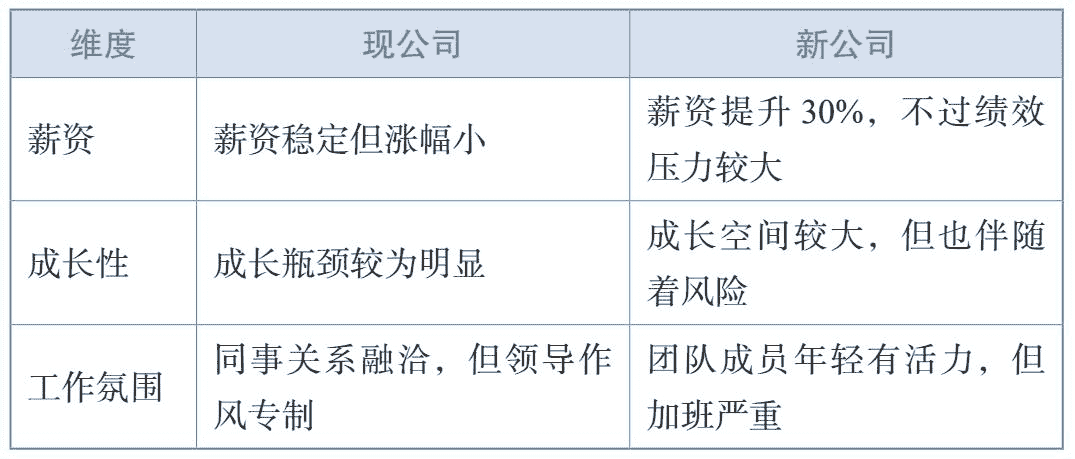 维度 现公司 新公司
薪资 薪资稳定但涨幅小 薪资提升 30%，不过绩效
压力较大
成长性 成长瓶颈较为明显 成长空间较大，但也伴随
着风险
工作氛围 同事关系融洽，但领导作
风专制
团队成员年轻有活力，但
加班严重